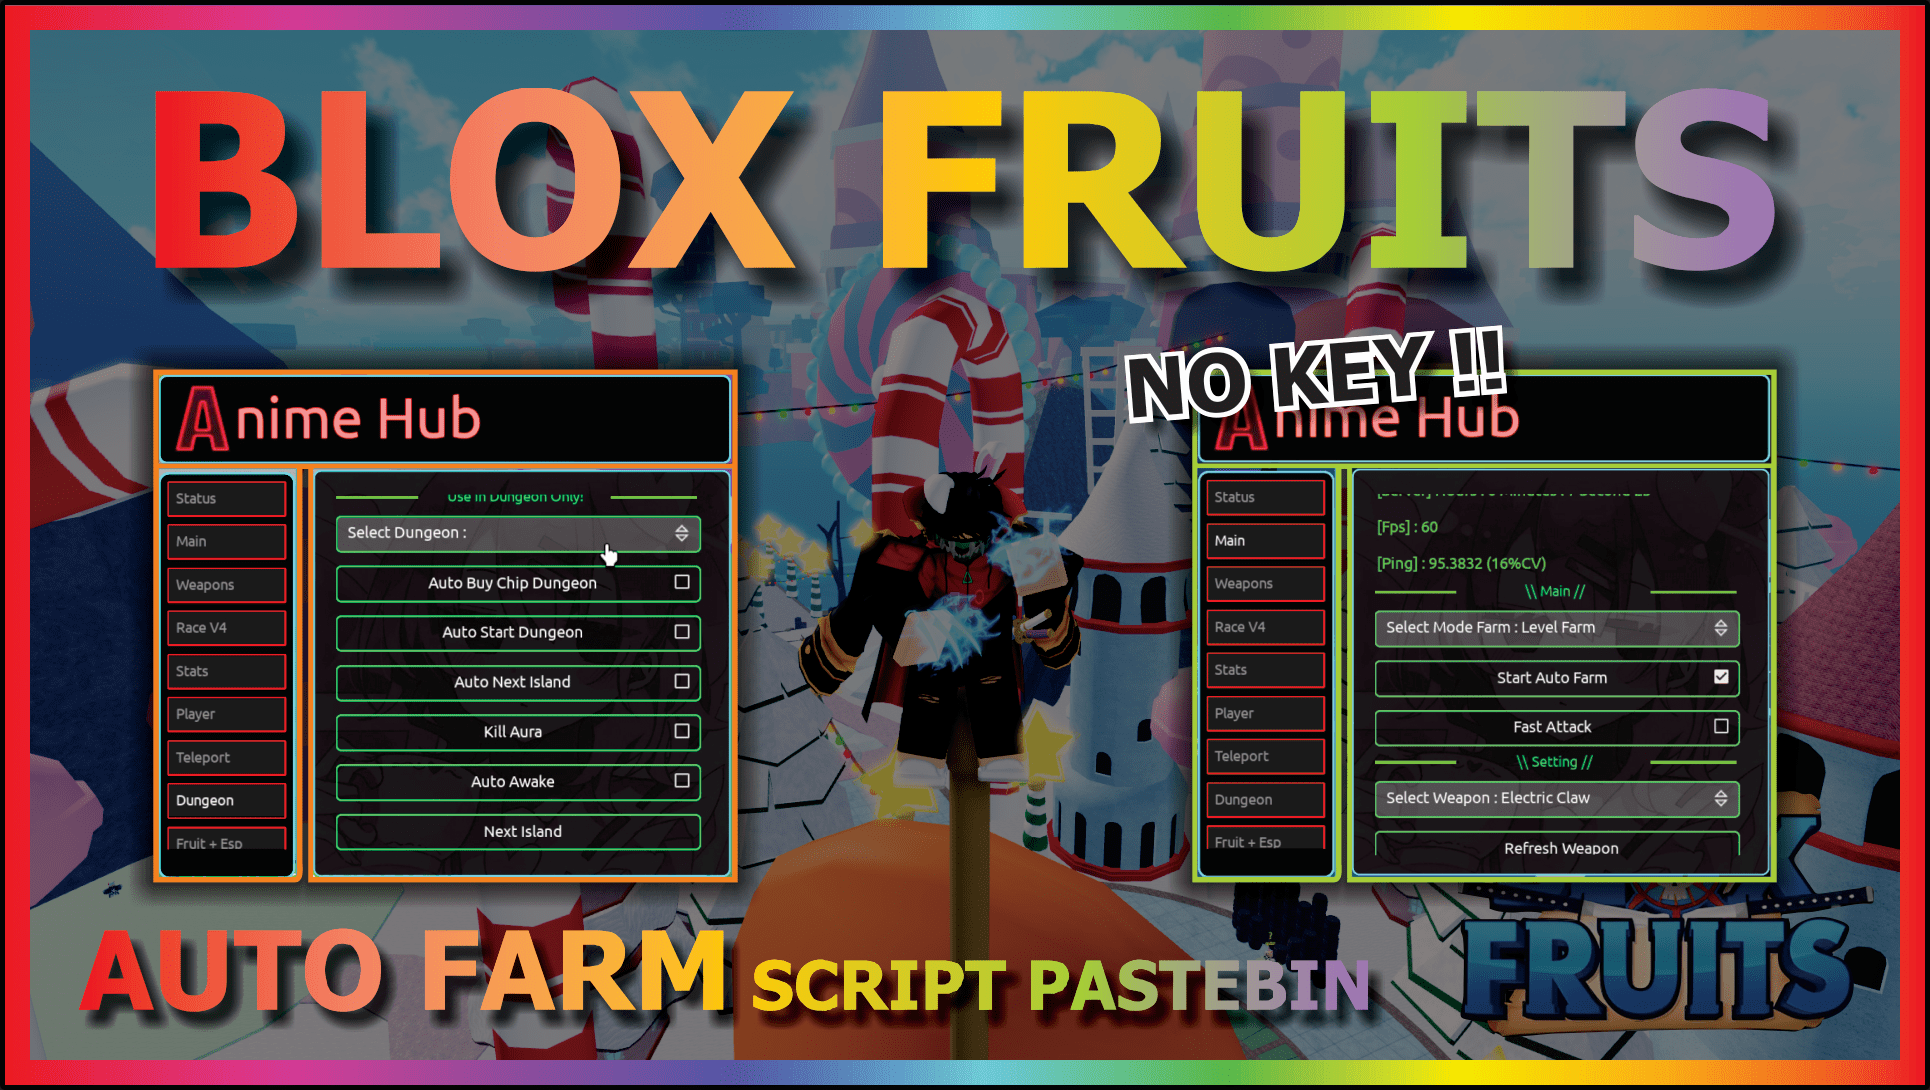 BLOX FRUITS
NO KEY !!
Anime Hub
Status
Main
Weapons
Race V4
Stats
Player
Teleport
Dungeon
Fruit + Esp
Use in Dungeon Only!
Select Dungeon :
Auto Buy Chip Dungeon
Auto Start Dungeon
Auto Next Island
Kill Aura
Auto Awake
Next Island
Anime Hub
Status
Main
Weapons
Race V4
Stats
Player
Teleport
Dungeon
Fruit + Esp
[Fps] : 60
[Ping] : 95.3832 (16%CV)
\\ Main //
Select Mode Farm : Level Farm
Start Auto Farm
Fast Attack
\\ Setting //
Select Weapon : Electric Claw
Refresh Weapon
AUTO FARM SCRIPT PASTEBIN
FRUITS